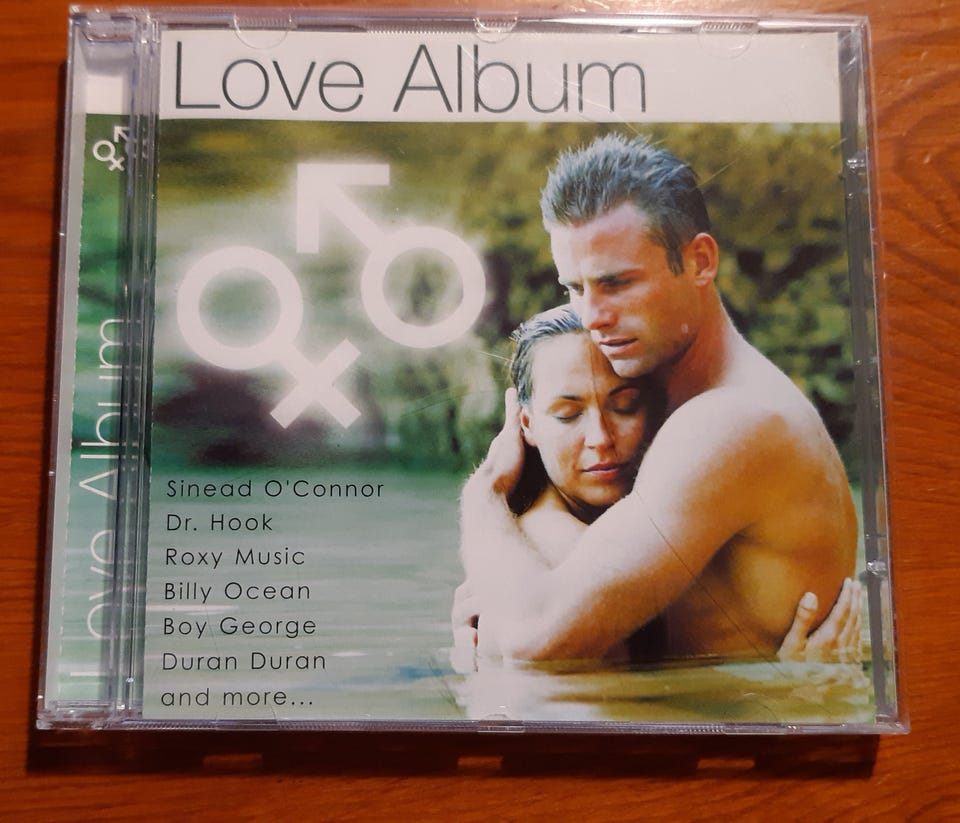 Love Album
Love Album
Sinead O'Connor
Dr. Hook
Roxy Music
Billy Ocean
Boy George
Duran Duran
and more...